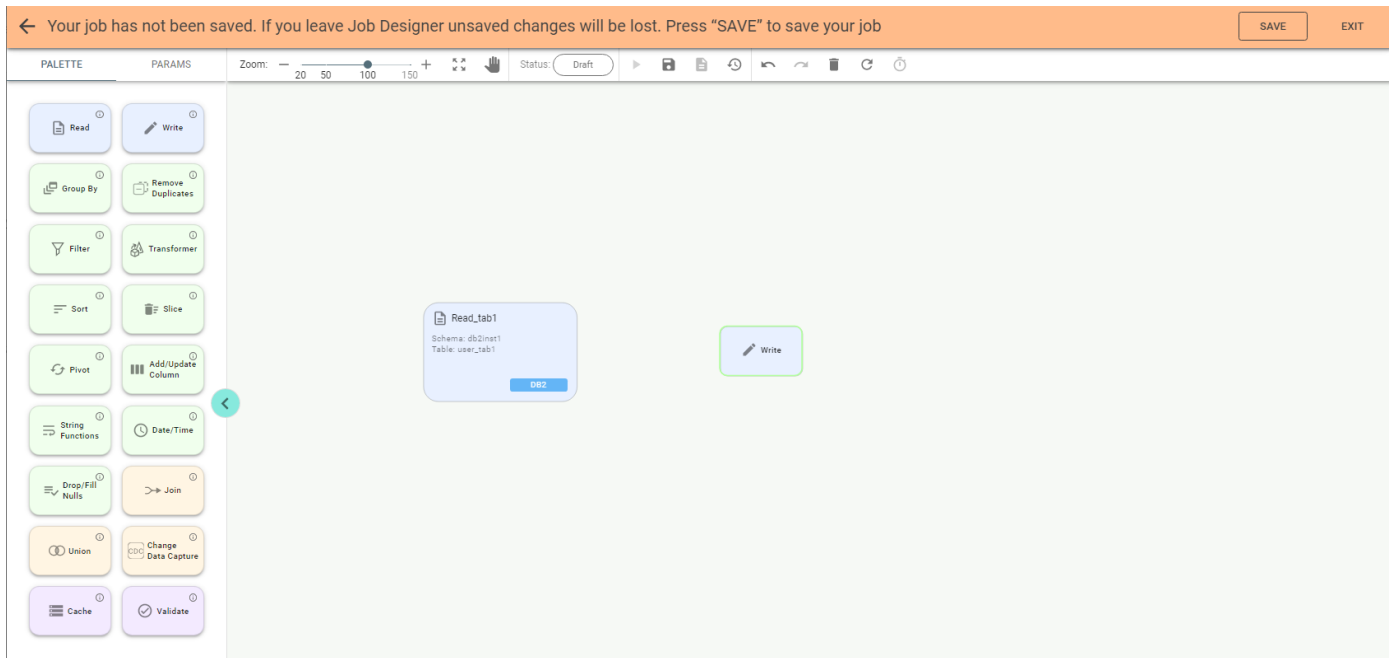 Your job has not been saved. If you leave Job Designer unsaved changes will be lost. Press “SAVE” to save your job
SAVE
EXIT
PALETTE
PARAMS
Zoom:
20
50
100
150
Status:
Draft
Read
Write
Group By
Remove
Duplicates
Filter
Transformer
Sort
Slice
Pivot
Add/Update
Column
String
Functions
Date/Time
Drop/Fill
Nulls
Join
Union
CDC
Change
Data Capture
Cache
Validate
Read_tab1
Schema: db2inst1
Table: user_tab1
DB2
Write